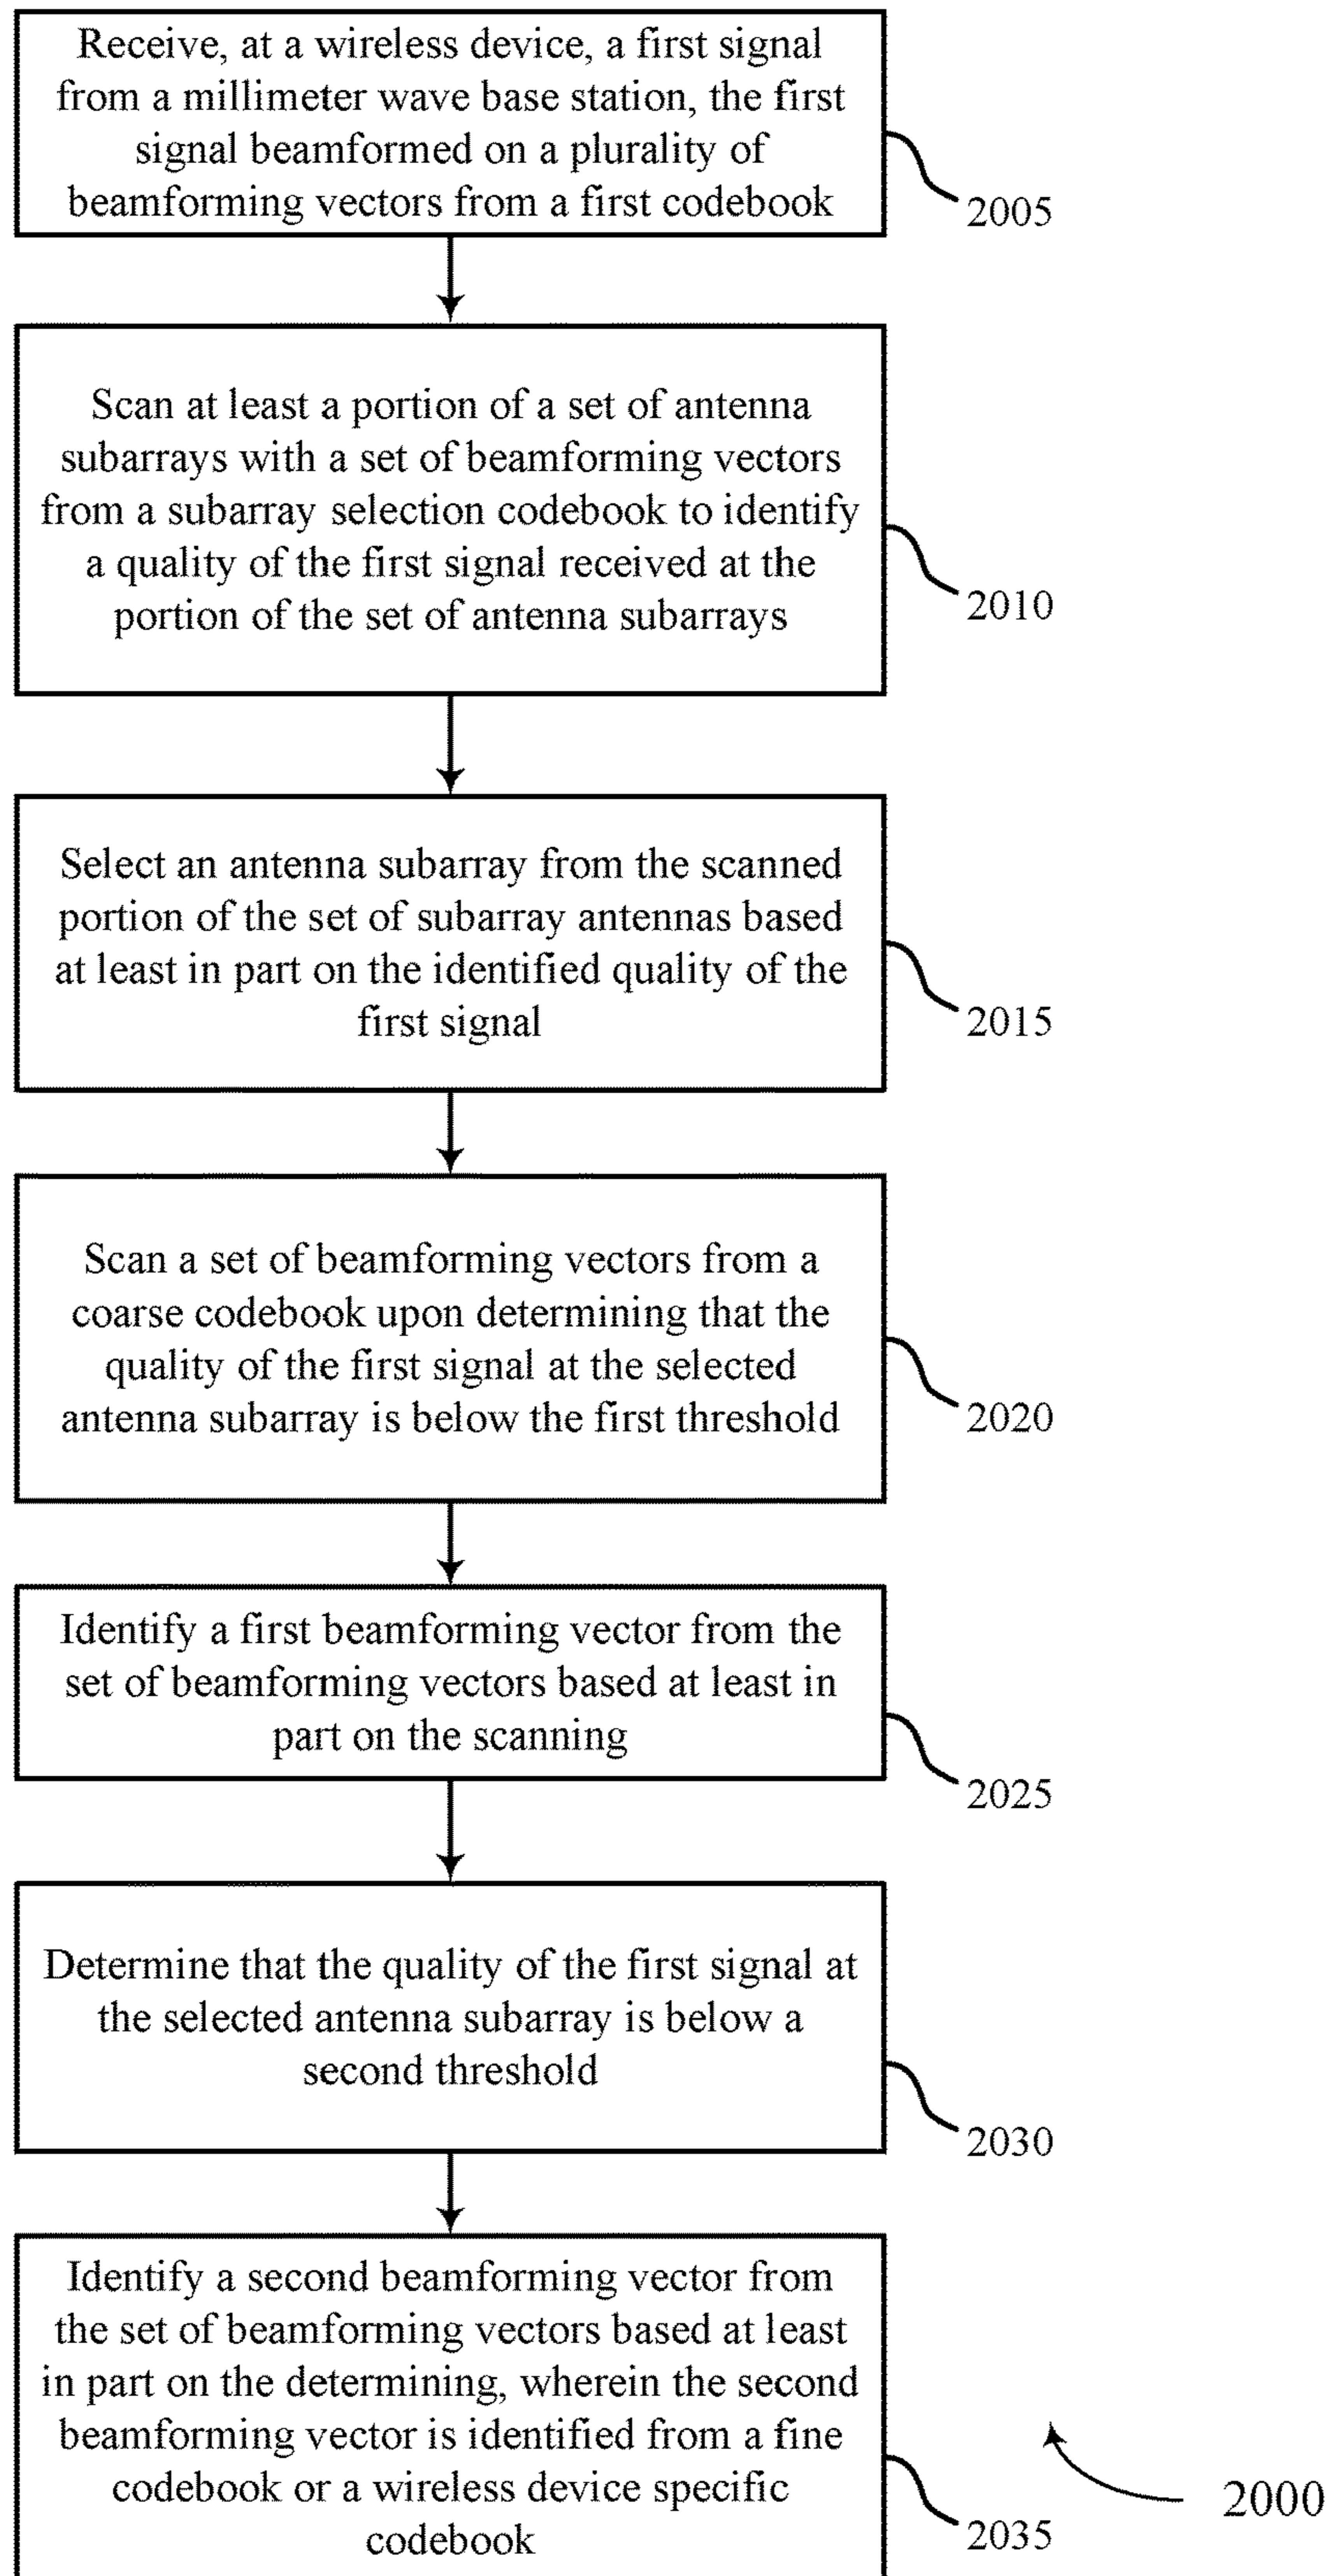 Receive, at a wireless device, a first signal
from a millimeter wave base station, the first
signal beamformed on a plurality of
beamforming vectors from a first codebook
2005
Scan at least a portion of a set of antenna
subarrays with a set of beamforming vectors
from a subarray selection codebook to identify
a quality of the first signal received at the
portion of the set of antenna subarrays
2010
Select an antenna subarray from the scanned
portion of the set of subarray antennas based
at least in part on the identified quality of the
first signal
2015
Scan a set of beamforming vectors from a
coarse codebook upon determining that the
quality of the first signal at the selected
antenna subarray is below the first threshold
2020
Identify a first beamforming vector from the
set of beamforming vectors based at least in
part on the scanning
2025
Determine that the quality of the first signal at
the selected antenna subarray is below a
second threshold
2030
Identify a second beamforming vector from
the set of beamforming vectors based at least
in part on the determining, wherein the second
beamforming vector is identified from a fine
codebook or a wireless device specific
codebook
2035
2000